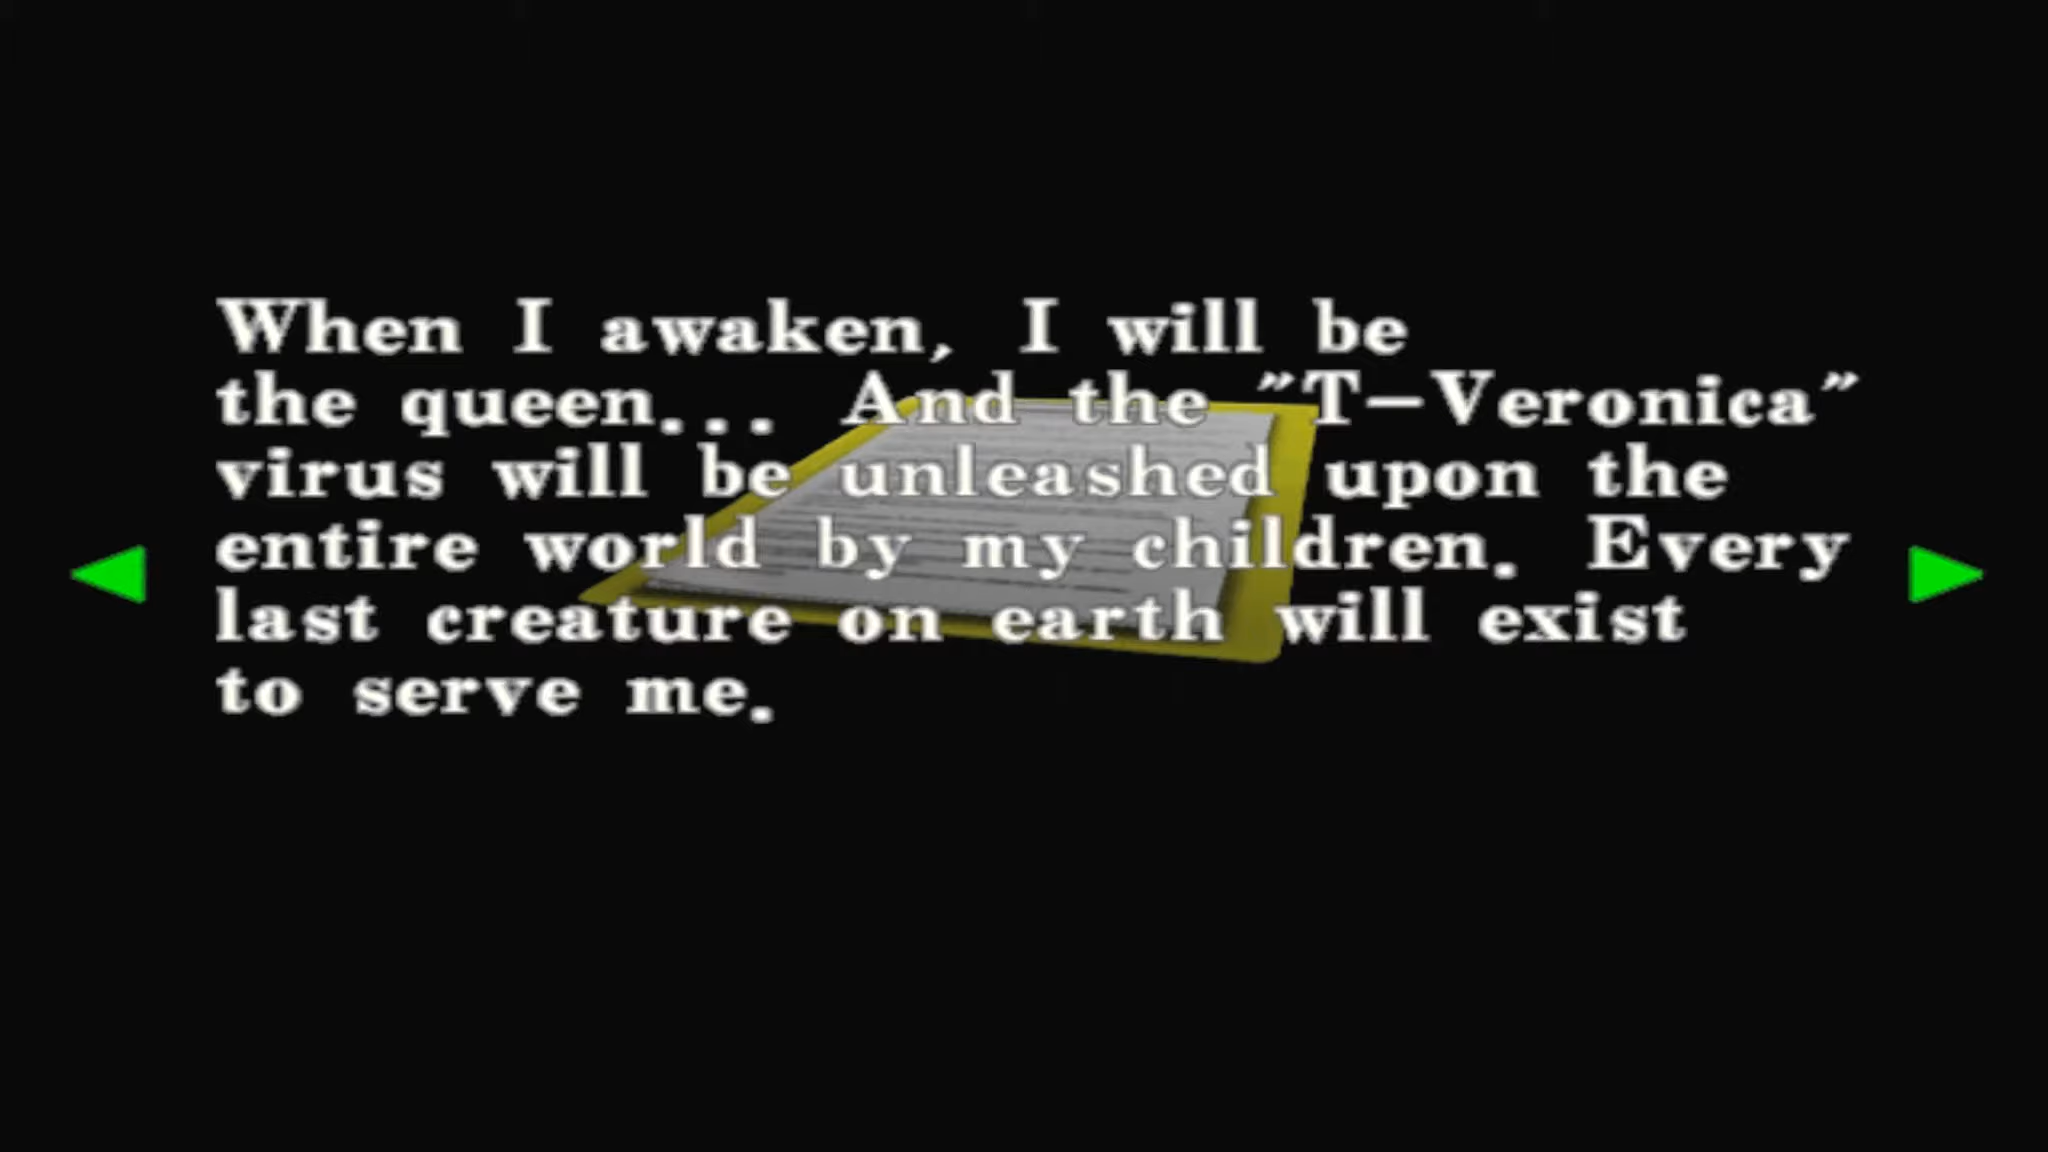 When I awaken, I will be
the queen... And the "T-Veronica"
virus will be unleashed upon the
entire world by my children. Every
last creature on earth will exist
to serve me.